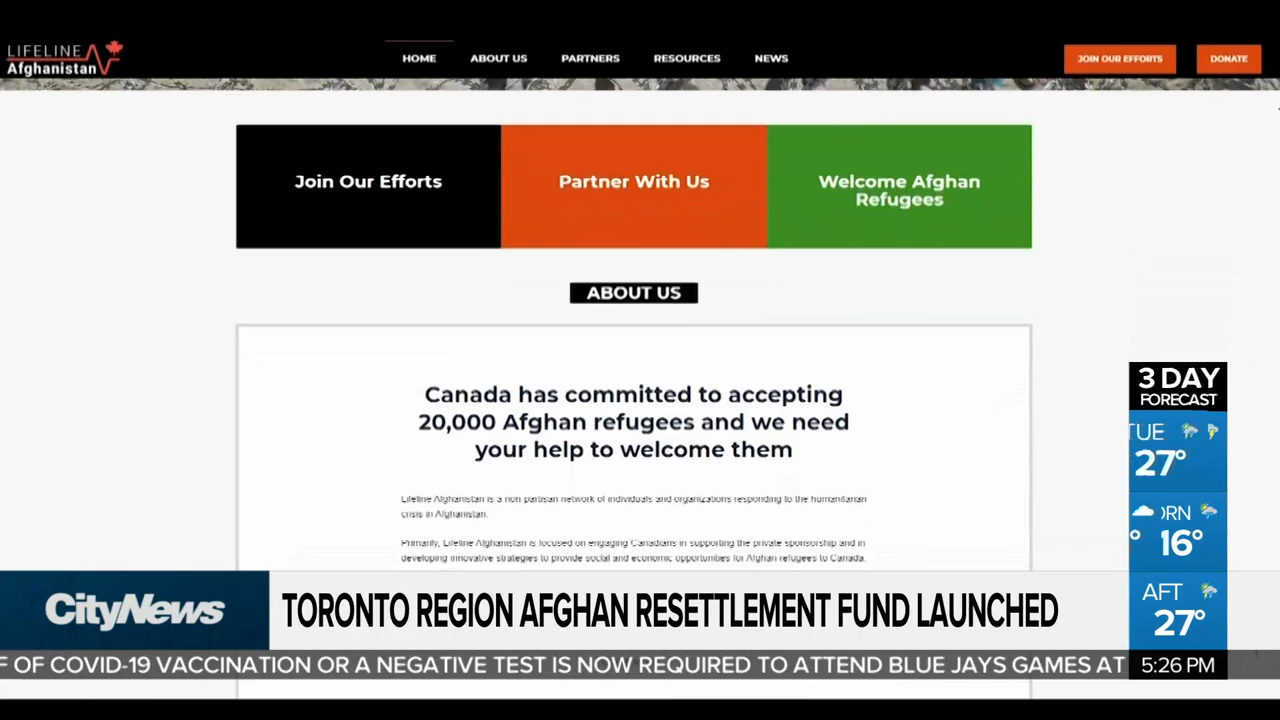 LIFELINE
Afghanistan
HOME ABOUT US PARTNERS RESOURCES NEWS
JOIN OUR EFFORTS DONATE
Join Our Efforts
Partner With Us
Welcome Afghan
Refugees
ABOUT US
Canada has committed to accepting
20,000 Afghan refugees and we need
your help to welcome them
Lifeline Afghanistan is a non partisan network of individuals and organizations responding to the humanitarian
crisis in Afghanistan.
Primarily, Lifeline Afghanistan is focused on engaging Canadians in supporting the private sponsorship and in
developing innovative strategies to provide social and economic opportunities for Afghan refugees to Canada.
3 DAY
FORECAST
TUE
27°
16°
AFT
27°
CityNews
TORONTO REGION AFGHAN RESETTLEMENT FUND LAUNCHED
F OF COVID-19 VACCINATION OR A NEGATIVE TEST IS NOW REQUIRED TO ATTEND BLUE JAYS GAMES AT
5:26 PM